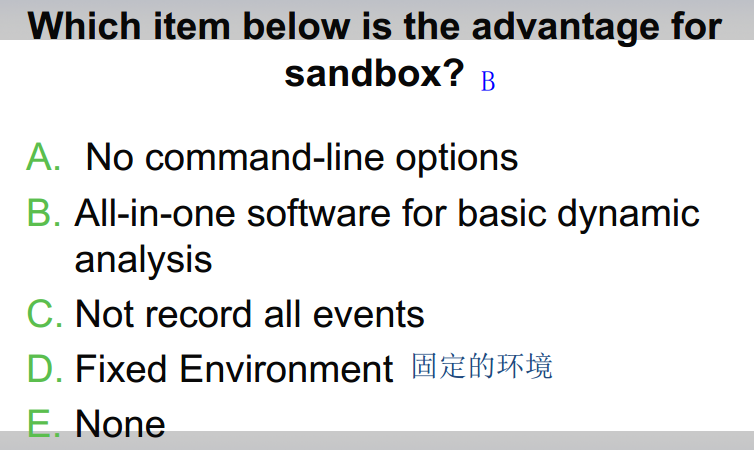 Which item below is the advantage for
sandbox? B
A. No command-line options
B. All-in-one software for basic dynamic
analysis
C. Not record all events
D. Fixed Environment 固定的环境
E. None